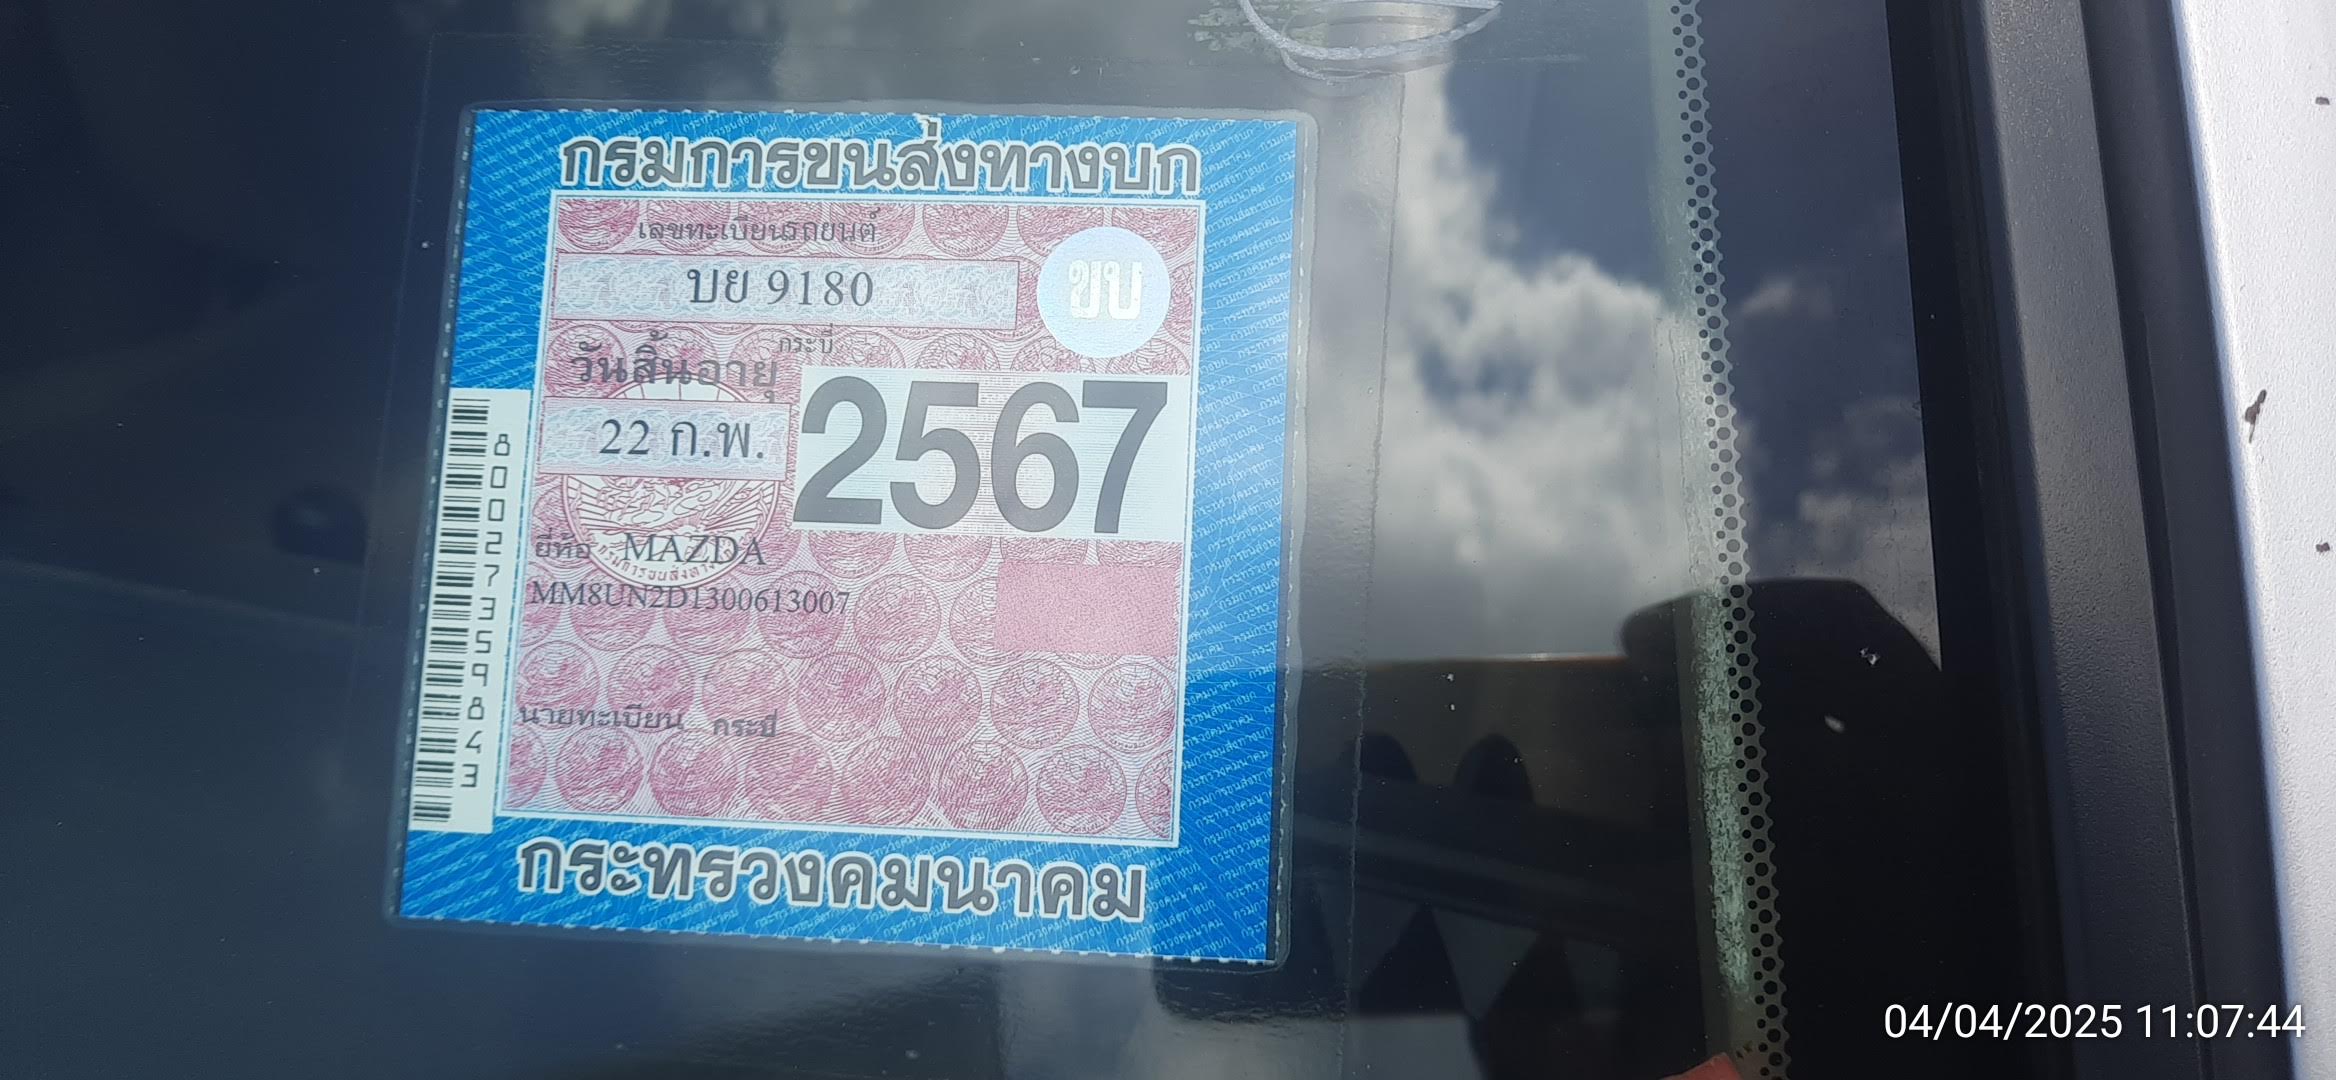 กรมการขนส่งทางบก
เลขทะเบียนรถยนต์
บย 9180
ขบ
กระบี่
วันสิ้นอายุ
22 ก.พ.
2567
ยี่ห้อ MAZDA
MM8UN2D1300613007
นายทะเบียน กระบี่
80027359843
กระทรวงคมนาคม
04/04/2025 11:07:44